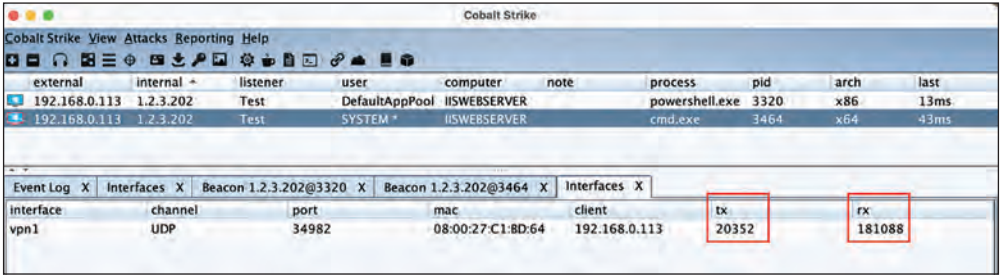 Cobalt Strike
Cobalt Strike View Attacks Reporting Help
external internal listener user computer note process pid arch last
192.168.0.113 1.2.3.202 Test DefaultAppPool IISWEBSERVER powershell.exe 3320 x86 13ms
192.168.0.113 1.2.3.202 Test SYSTEM * IISWEBSERVER cmd.exe 3464 x64 43ms
Event Log X Interfaces X Beacon 1.2.3.202@3320 X Beacon 1.2.3.202@3464 X Interfaces X
interface channel port mac client tx rx
vpn1 UDP 34982 08:00:27:C1:8D:64 192.168.0.113 20352 181088